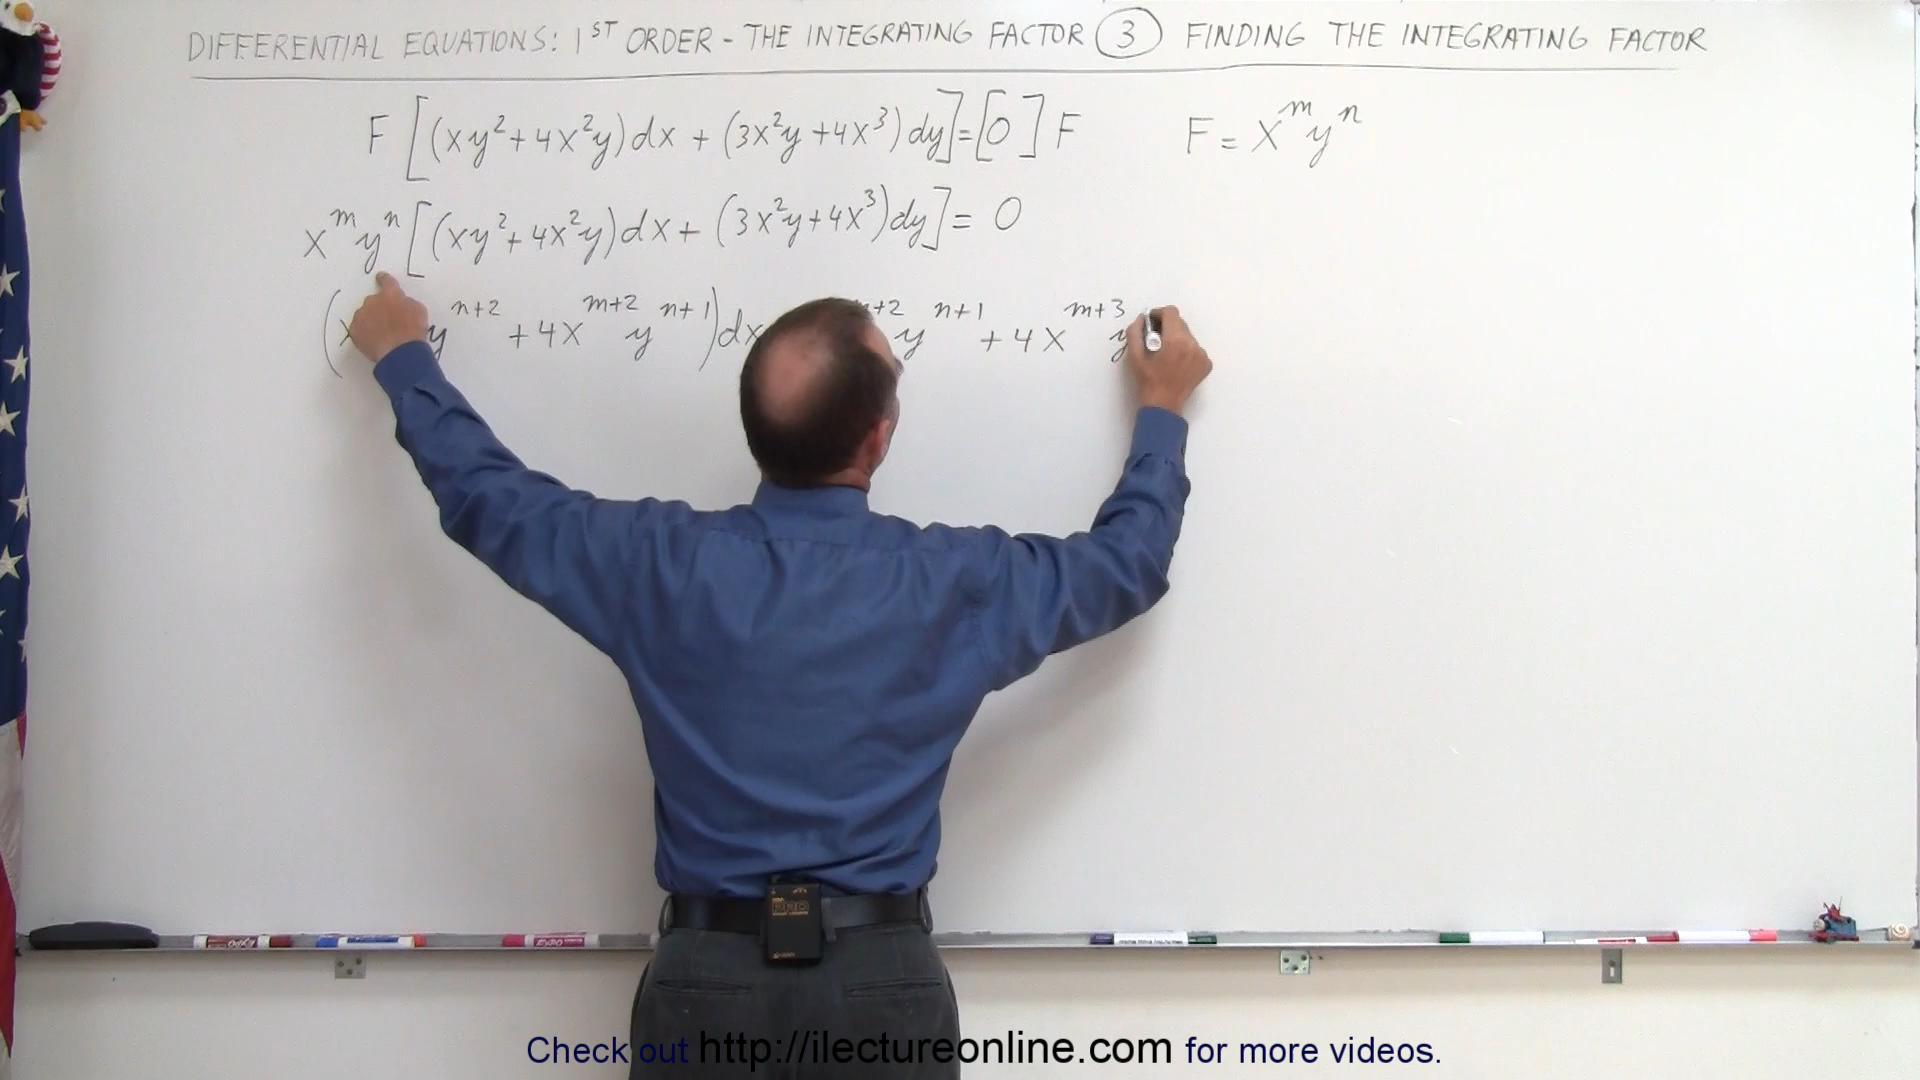 DIFFERENTIAL EQUATIONS: 1ST ORDER - THE INTEGRATING FACTOR ③ FINDING THE INTEGRATING FACTOR
F [(xy²+4x²y)dx + (3x²y+4x³)dy]=[0]F F = x^m y^n
x^m y^n [(xy²+4x²y)dx + (3x²y+4x³)dy] = 0
( y^(n+2) + 4x^(m+2) y^(n+1))dx y^(n+1) + 4x^(m+3) y
Check out http://ilectureonline.com for more videos.